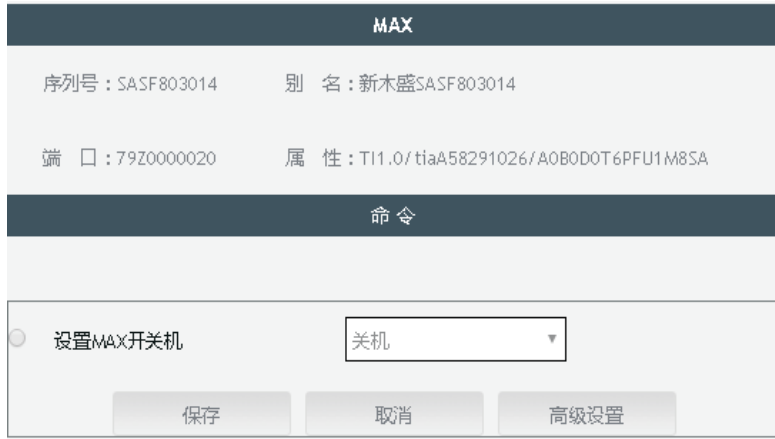 MAX
序列号：SASF803014 别 名：新木盛SASF803014
端 口：79Z0000020 属 性：TI1.0/tiaA58291026/A0B0D0T6PFU1M8SA
命令
设置MAX开关机 关机
保存 取消 高级设置